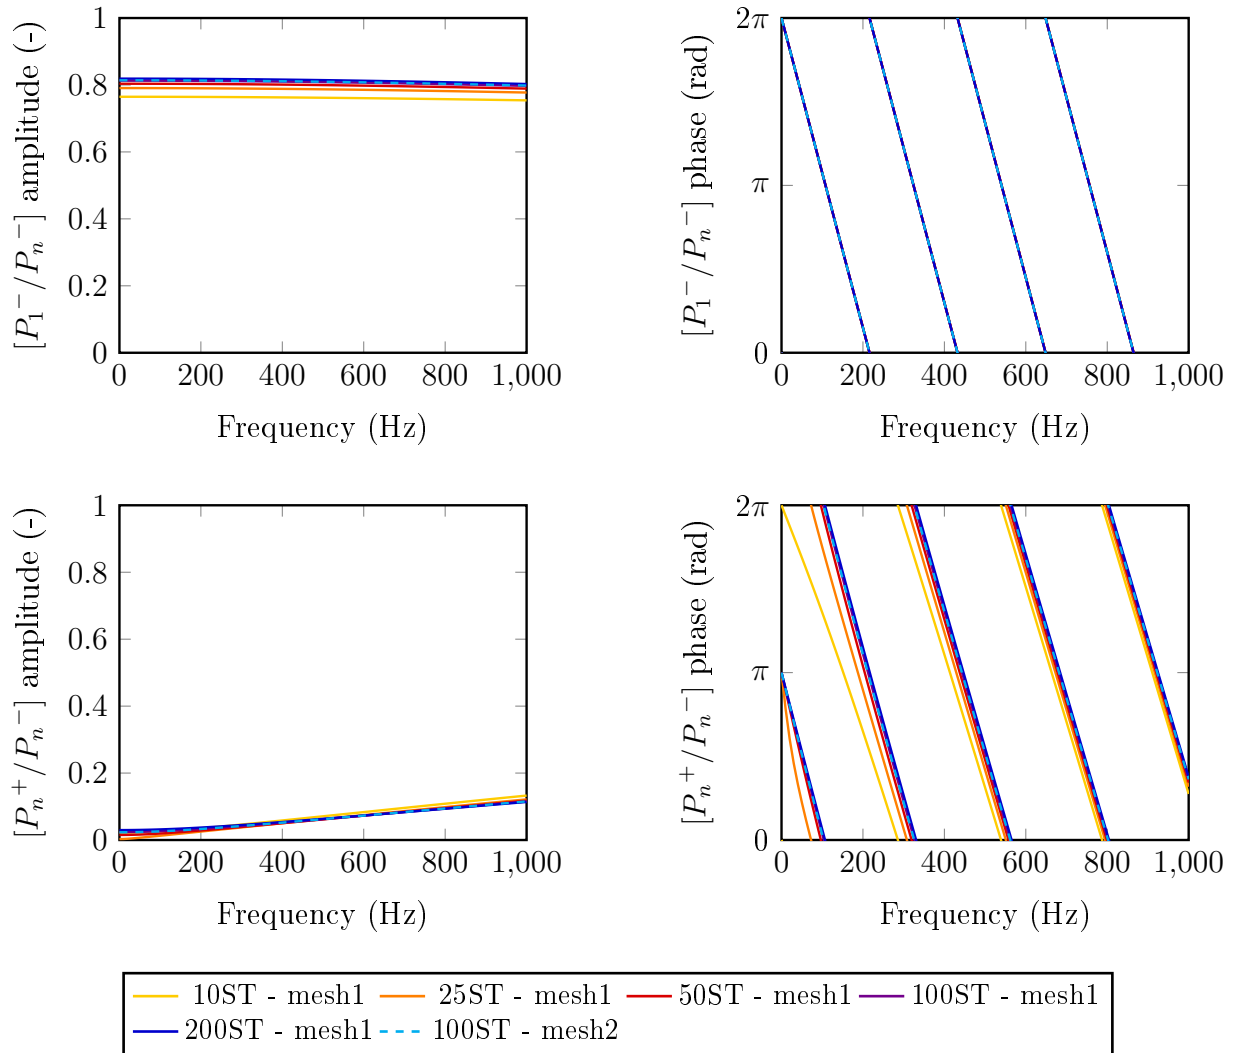 [P₁⁻/Pₙ⁻] amplitude (-)
1
0.8
0.6
0.4
0.2
0
0 200 400 600 800 1,000
Frequency (Hz)
[P₁⁻/Pₙ⁻] phase (rad)
2π
π
0
0 200 400 600 800 1,000
Frequency (Hz)
[Pₙ⁺/Pₙ⁻] amplitude (-)
1
0.8
0.6
0.4
0.2
0
0 200 400 600 800 1,000
Frequency (Hz)
[Pₙ⁺/Pₙ⁻] phase (rad)
2π
π
0
0 200 400 600 800 1,000
Frequency (Hz)
10ST - mesh1 25ST - mesh1 50ST - mesh1 100ST - mesh1
200ST - mesh1 100ST - mesh2